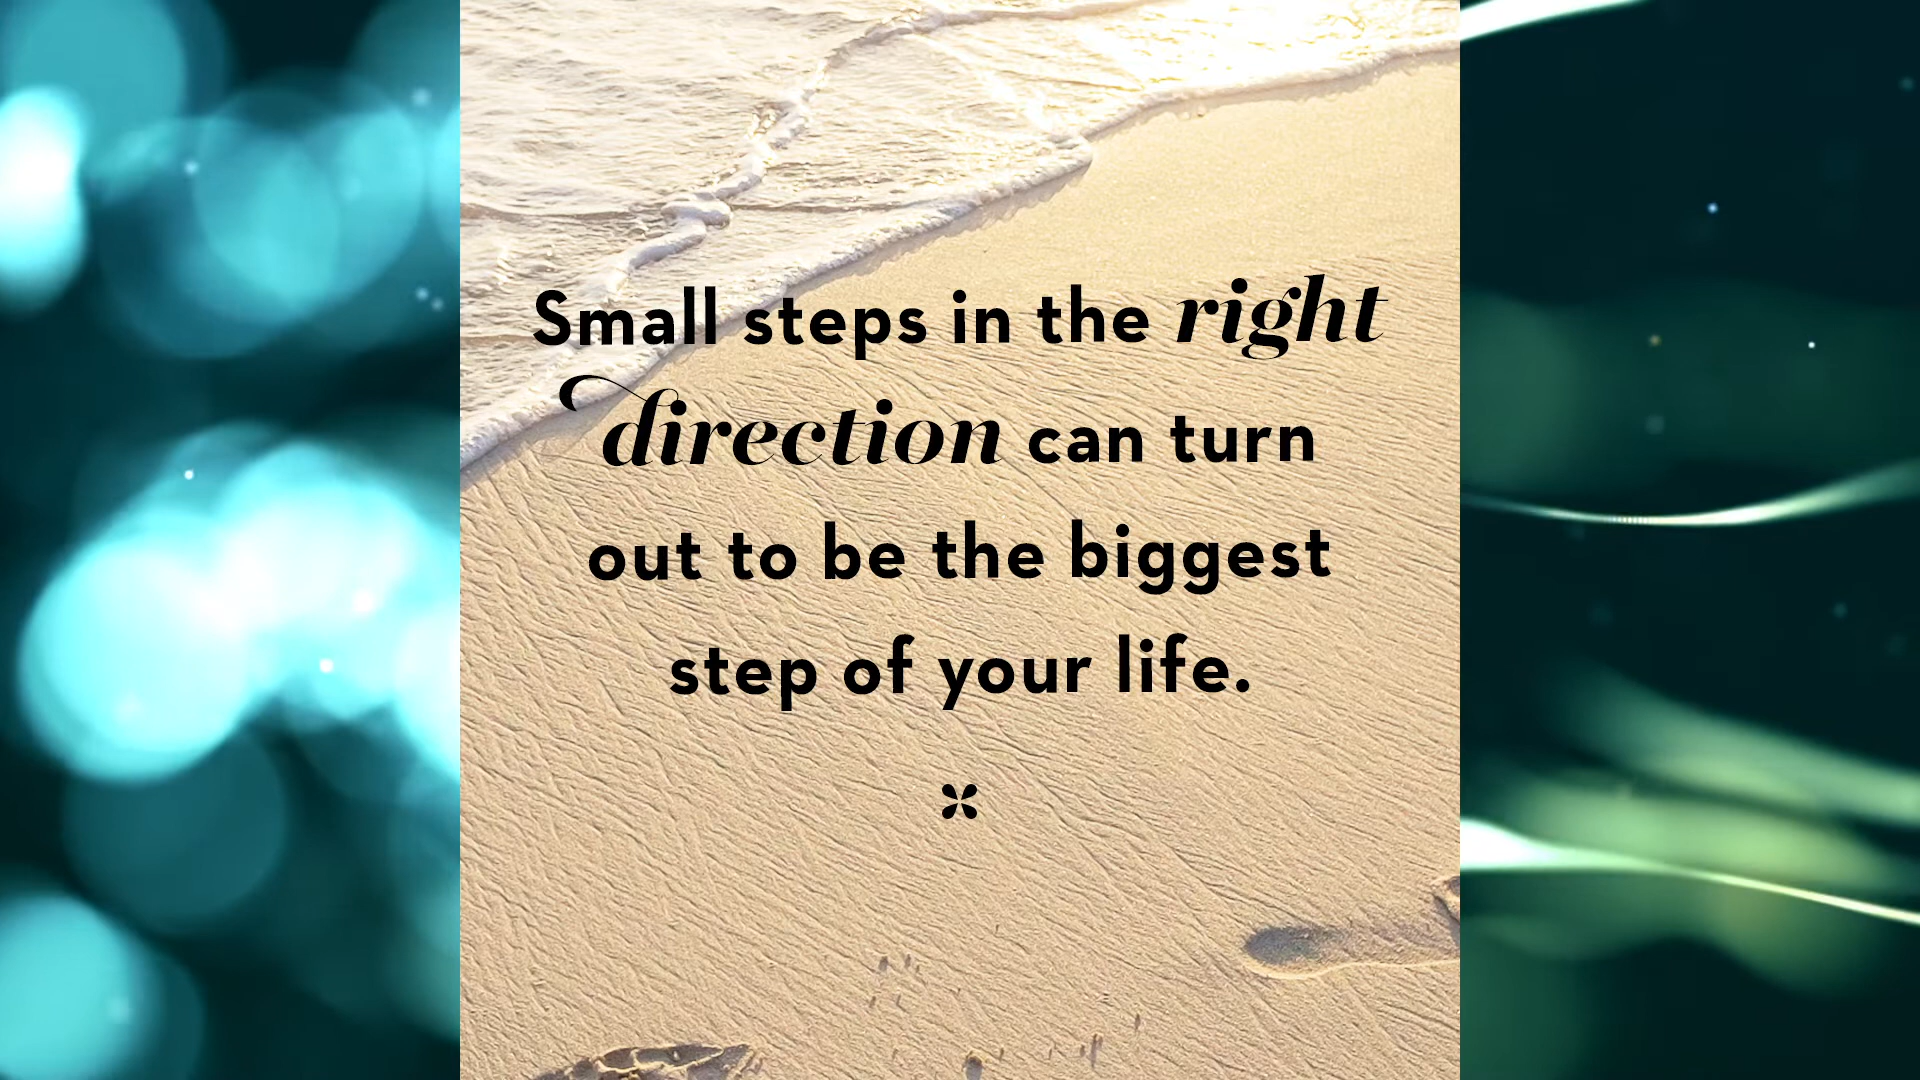 Small steps in the right
direction can turn
out to be the biggest
step of your life.